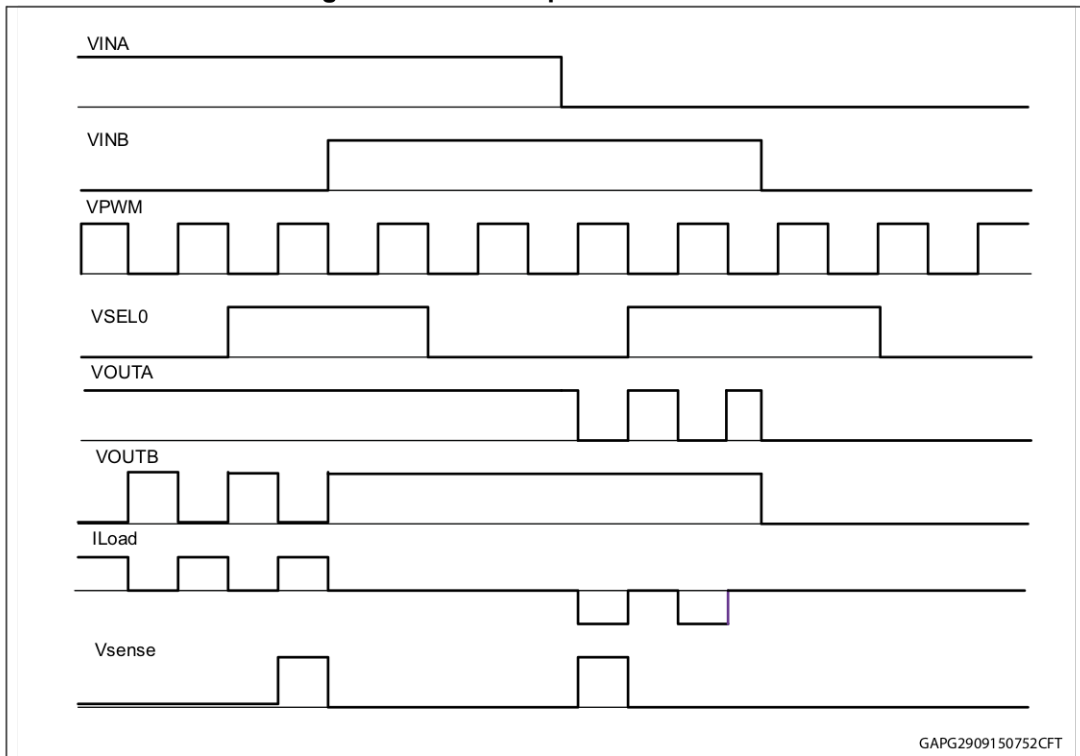 VINA
VINB
VPWM
VSEL0
VOUTA
VOUTB
ILoad
Vsense
GAPG2909150752CFT